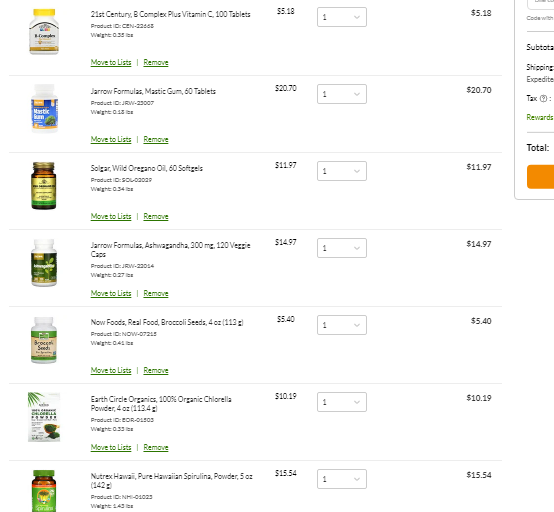 21st Century, B Complex Plus Vitamin C, 100 Tablets $5.18 1 $5.18
Product ID: CEN-22668
Weight: 0.35 lbs
Move to Lists | Remove
Code with
Subtota
Shipping:
Expedite
Tax ? :
Rewards
Total:
Jarrow Formulas, Mastic Gum, 60 Tablets $20.70 1 $20.70
Product ID: JRW-23007
Weight: 0.18 lbs
Move to Lists | Remove
Solgar, Wild Oregano Oil, 60 Softgels $11.97 1 $11.97
Product ID: SOL-02029
Weight: 0.34 lbs
Move to Lists | Remove
Jarrow Formulas, Ashwagandha, 300 mg, 120 Veggie
Caps $14.97 1 $14.97
Product ID: JRW-22014
Weight: 0.27 lbs
Move to Lists | Remove
Now Foods, Real Food, Broccoli Seeds, 4 oz (113 g) $5.40 1 $5.40
Product ID: NOW-07215
Weight: 0.41 lbs
Move to Lists | Remove
Earth Circle Organics, 100% Organic Chlorella
Powder, 4 oz (113.4 g) $10.19 1 $10.19
Product ID: EOR-01503
Weight: 0.33 lbs
Move to Lists | Remove
Nutrex Hawaii, Pure Hawaiian Spirulina, Powder, 5 oz
(142 g) $15.54 1 $15.54
Product ID: NHI-01023
Weight: 1.43 lbs
B-Complex
Mastic
Gum
Broccoli
Seeds
CHLORELLA
POWDER